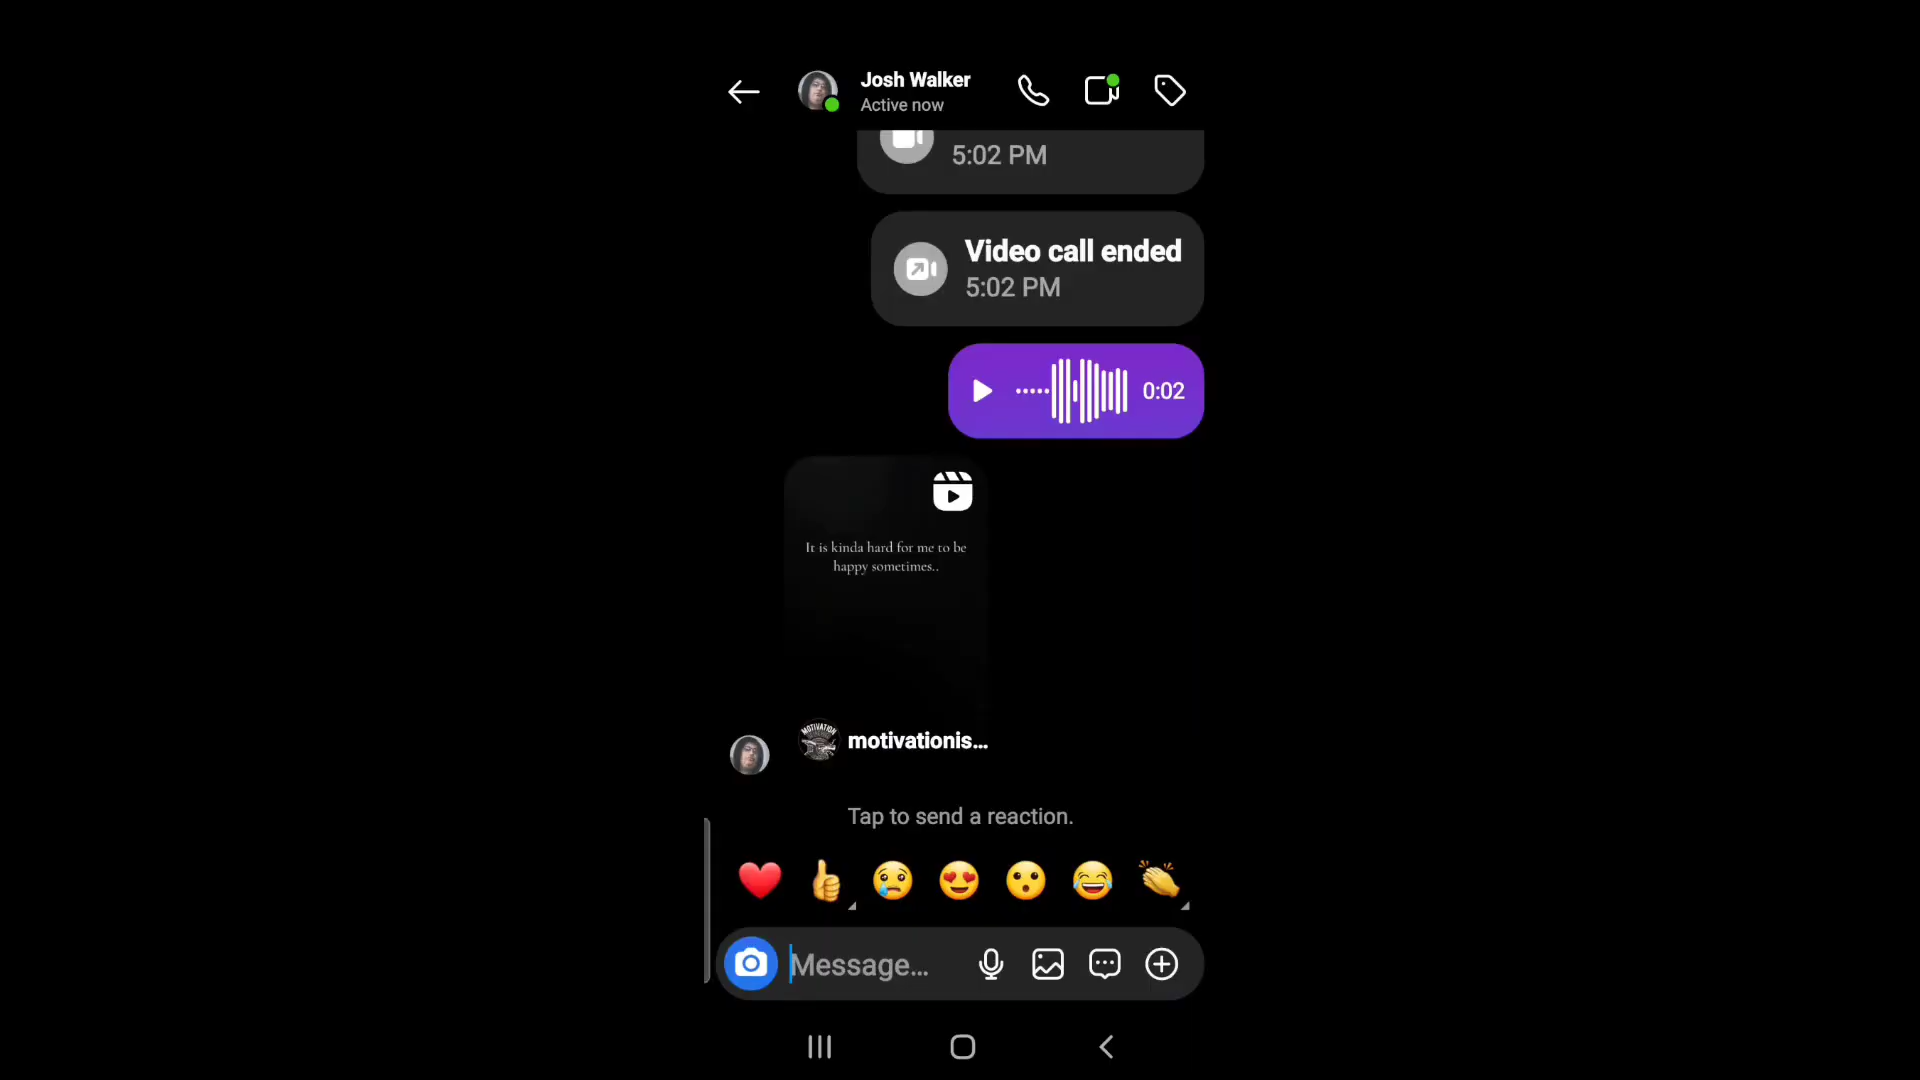 Josh Walker
Active now
5:02 PM
Video call ended
5:02 PM
0:02
It is kinda hard for me to be
happy sometimes..
MOTIVATION
motivationis...
Tap to send a reaction.
Message...